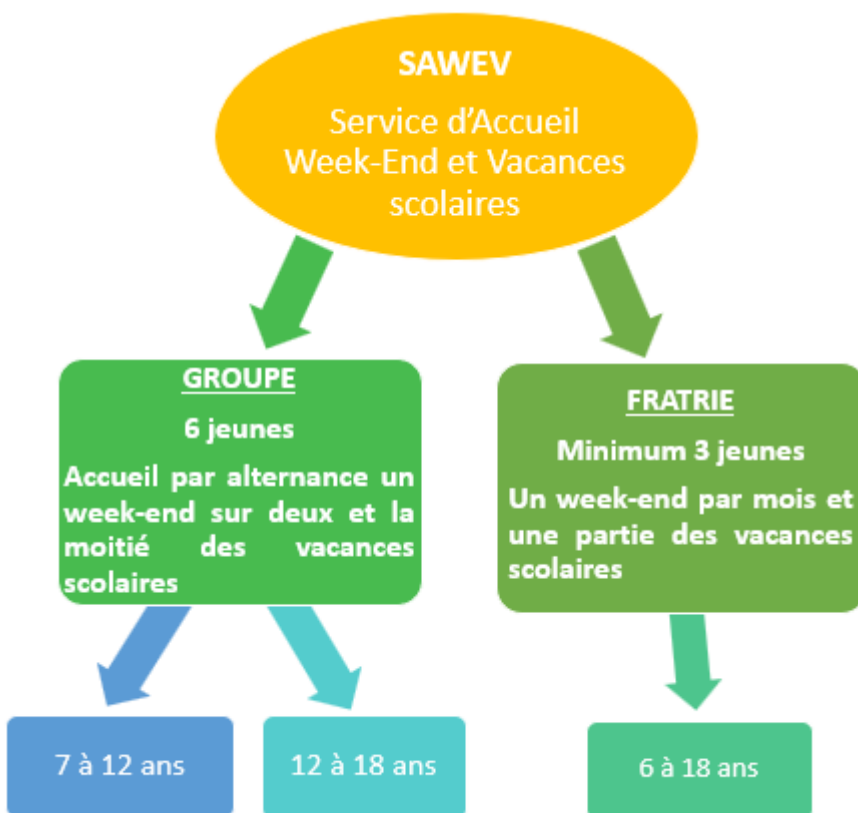 SAWEV
Service d'Accueil
Week-End et Vacances
scolaires
GROUPE
6 jeunes
Accueil par alternance un
week-end sur deux et la
moitié des vacances
scolaires
FRATRIE
Minimum 3 jeunes
Un week-end par mois et
une partie des vacances
scolaires
7 à 12 ans
12 à 18 ans
6 à 18 ans